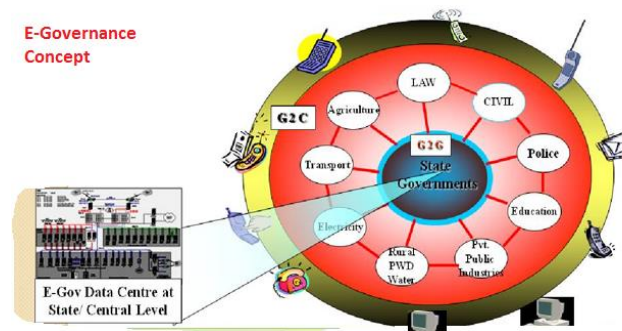 E-Governance
Concept
G2C
LAW
CIVIL
Agriculture
G2G
Police
State
Governments
Transport
Education
Electricity
Rural
PWD
Water
Pvt.
Public
Industries
E-Gov Data Centre at
State/ Central Level